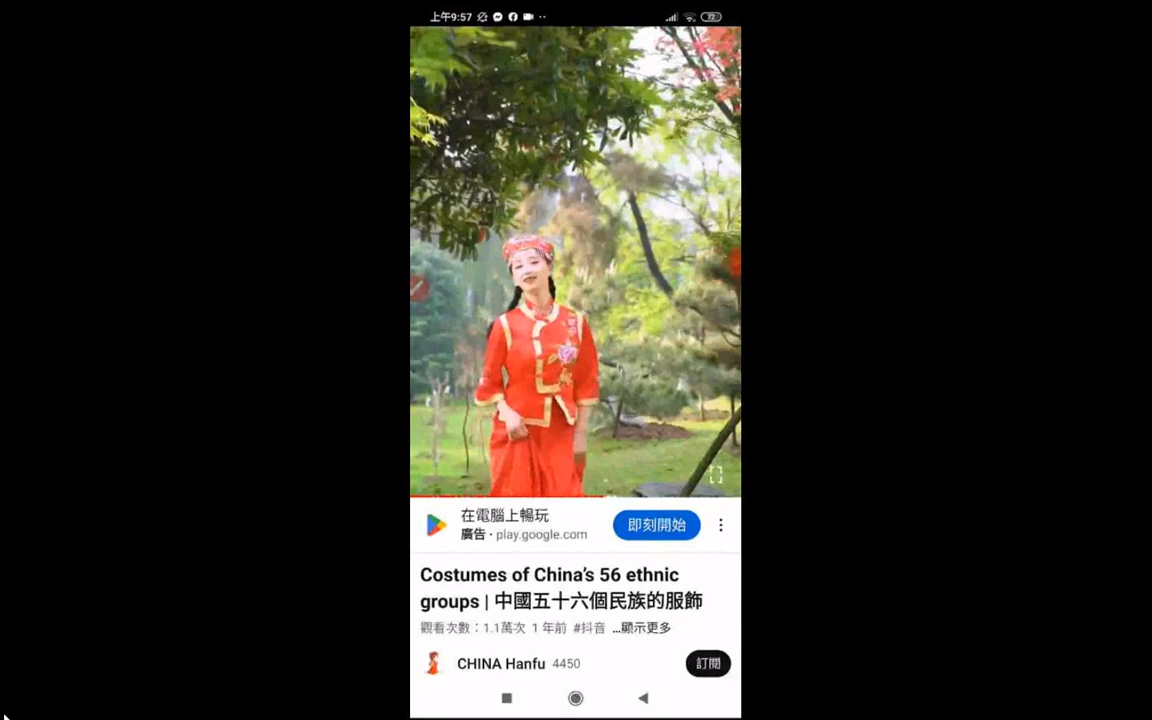 上午9:57
72
在電腦上暢玩
廣告・play.google.com
即刻開始
Costumes of China’s 56 ethnic
groups | 中國五十六個民族的服飾
觀看次數：1.1萬次 1 年前 #抖音 ...顯示更多
CHINA Hanfu 4450
訂閱